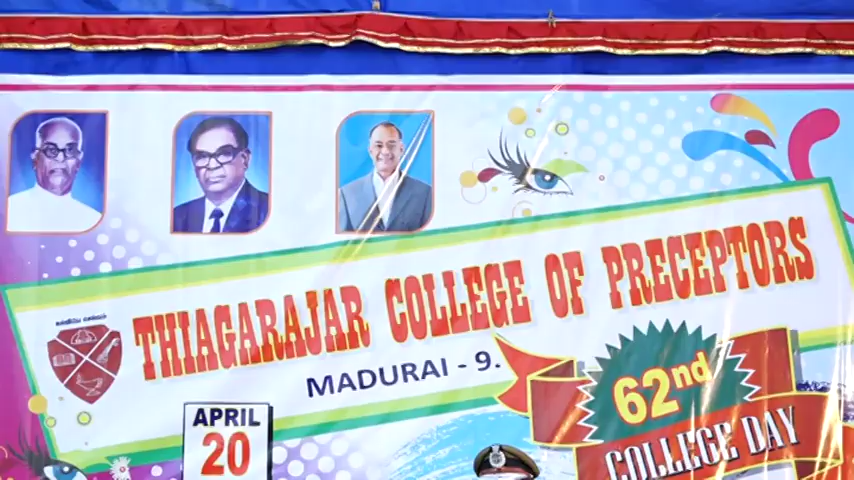 THIAGARAJAR COLLEGE OF PRECEPTORS
MADURAI - 9.
APRIL
20
62nd
COLLEGE DAY